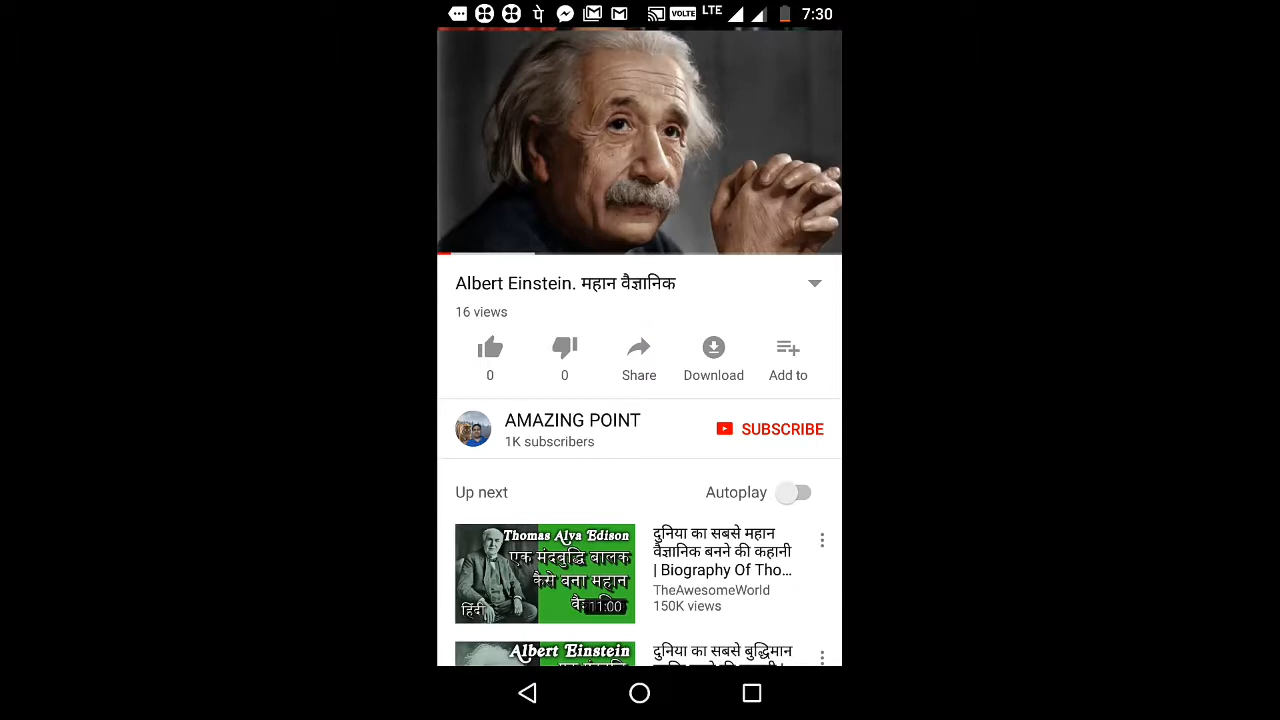 VOLTE LTE 7:30
Albert Einstein. महान वैज्ञानिक
16 views
0 0 Share Download Add to
AMAZING POINT
1K subscribers
SUBSCRIBE
Up next Autoplay
Thomas Alva Edison
एक मंदबुद्धि बालक
कैसे बना महान
हिंदी
11:00
दुनिया का सबसे महान
वैज्ञानिक बनने की कहानी
| Biography Of Tho...
TheAwesomeWorld
150K views
Albert Einstein
दुनिया का सबसे बुद्धिमान